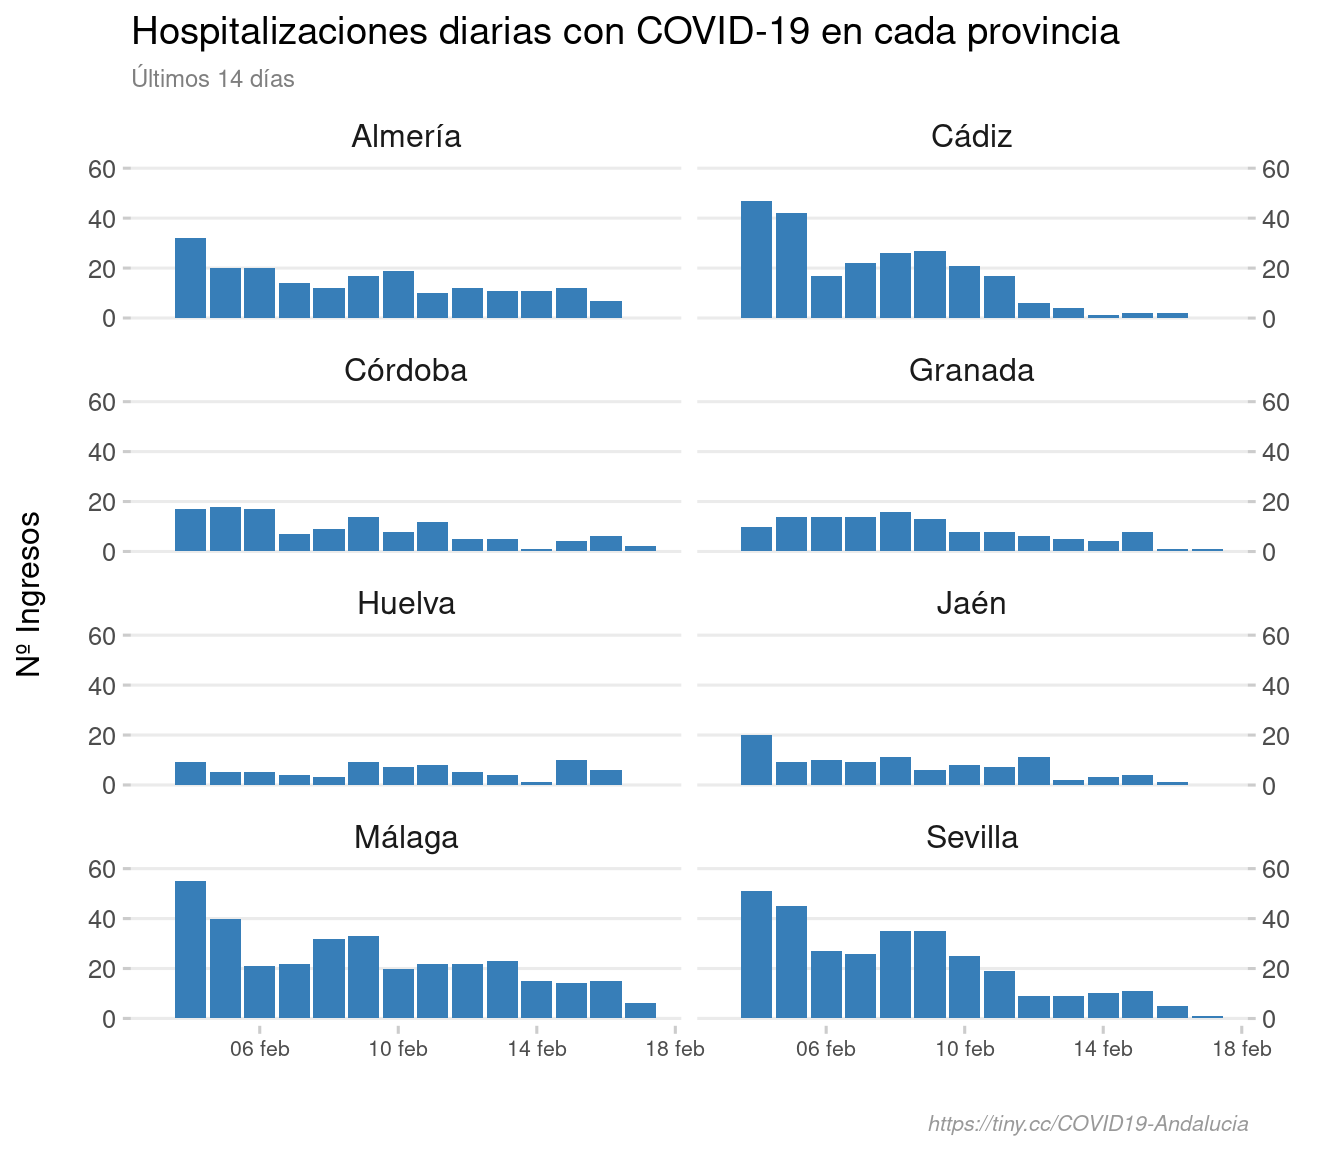 Hospitalizaciones diarias con COVID-19 en cada provincia
Últimos 14 días
Almería Cádiz
60 60
40 40
20 20
0 0
Córdoba Granada
60 60
40 40
20 20
0 0
Nº Ingresos
Huelva Jaén
60 60
40 40
20 20
0 0
Málaga Sevilla
60 60
40 40
20 20
0 0
06 feb 10 feb 14 feb 18 feb 06 feb 10 feb 14 feb 18 feb
https://tiny.cc/COVID19-Andalucia